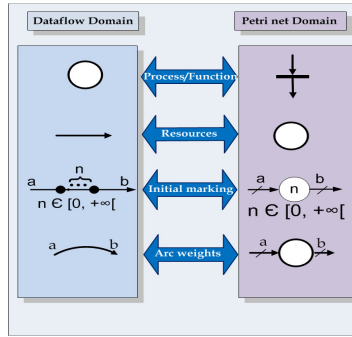 Dataflow Domain
Petri net Domain
Process/Function
Resources
n
a b
n Є [0, +∞[
Initial marking
a n b
n Є [0, +∞[
a b
Arc weights
a b